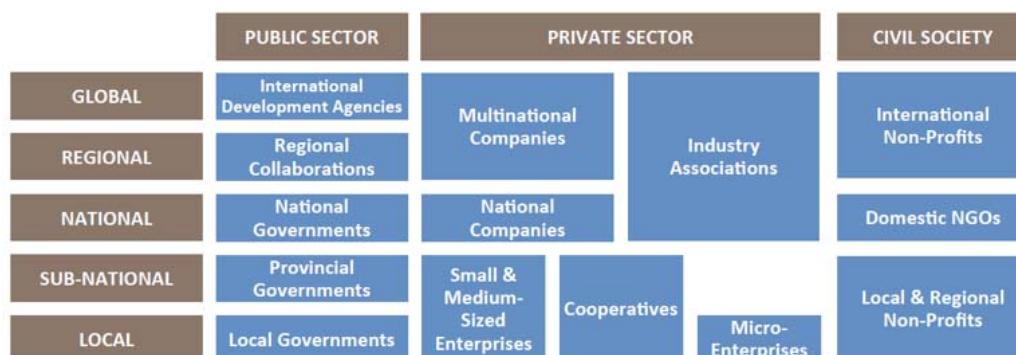 PUBLIC SECTOR
PRIVATE SECTOR
CIVIL SOCIETY
GLOBAL
International
Development Agencies
Multinational
Companies
Industry
Associations
International
Non-Profits
REGIONAL
Regional
Collaborations
NATIONAL
National
Governments
National
Companies
Domestic NGOs
SUB-NATIONAL
Provincial
Governments
Small &
Medium-
Sized
Enterprises
Cooperatives
Local & Regional
Non-Profits
LOCAL
Local Governments
Micro-
Enterprises